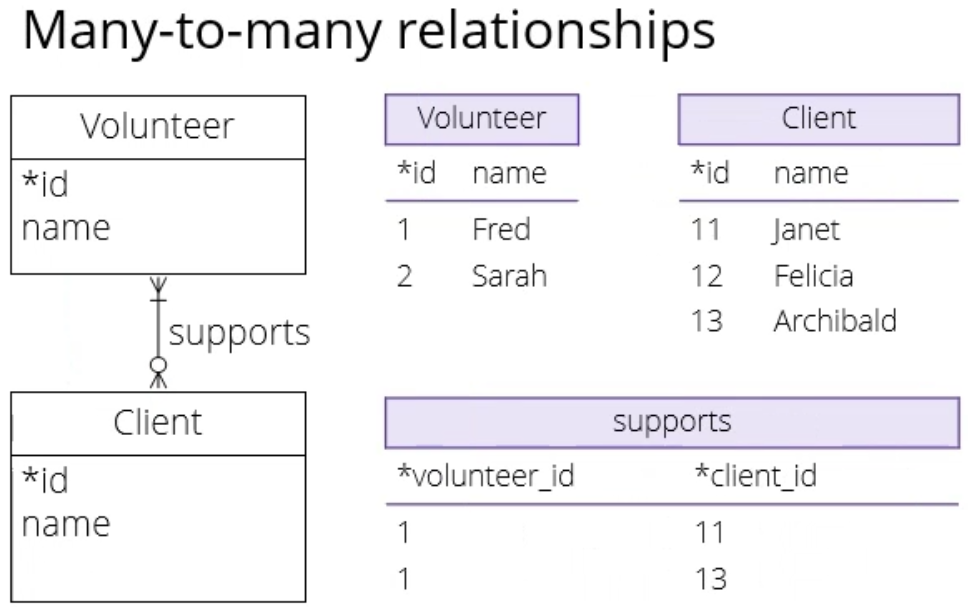 Many-to-many relationships
Volunteer
*id
name
supports
Client
*id
name
Volunteer
*id name
1 Fred
2 Sarah
Client
*id name
11 Janet
12 Felicia
13 Archibald
supports
*volunteer_id *client_id
1 11
1 13